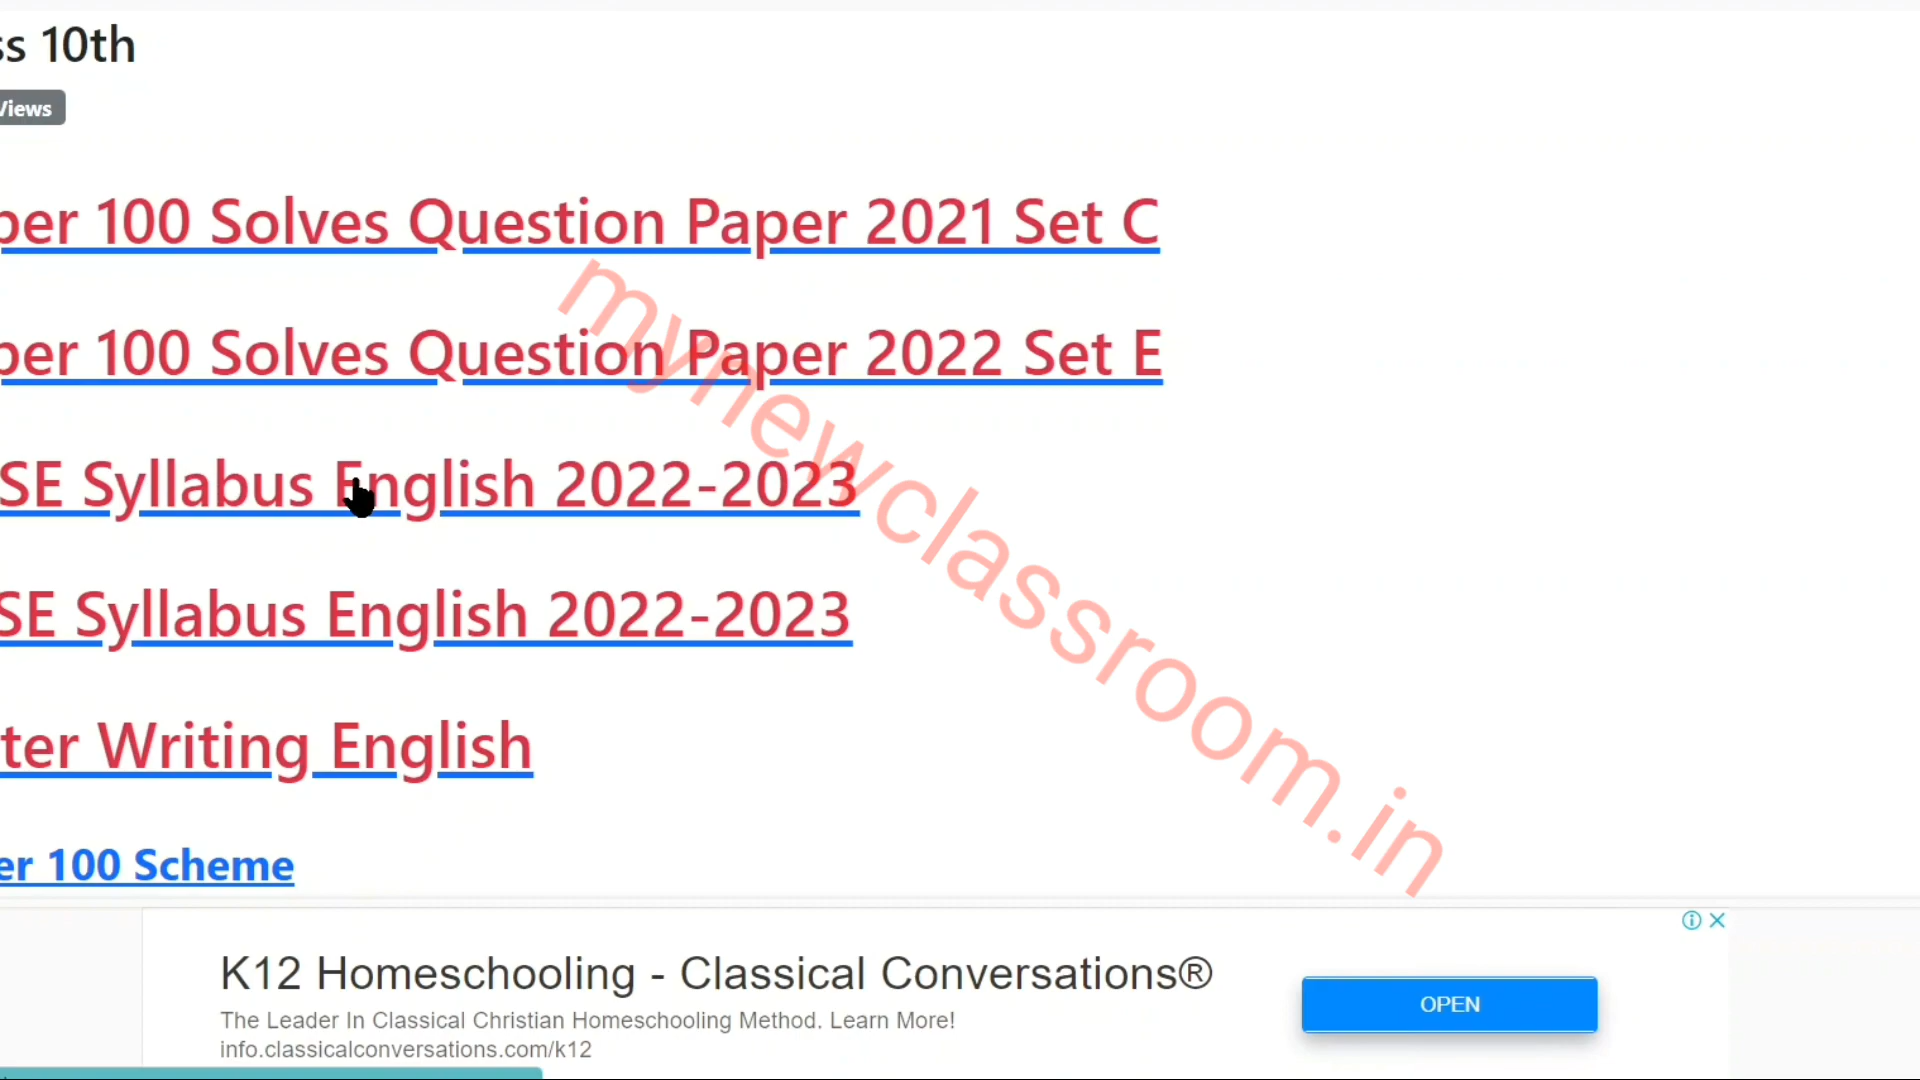 ss 10th
Views
per 100 Solves Question Paper 2021 Set C
per 100 Solves Question Paper 2022 Set E
SE Syllabus English 2022-2023
SE Syllabus English 2022-2023
ter Writing English
er 100 Scheme
mynewclassroom.in
K12 Homeschooling - Classical Conversations®
The Leader In Classical Christian Homeschooling Method. Learn More!
info.classicalconversations.com/k12
OPEN